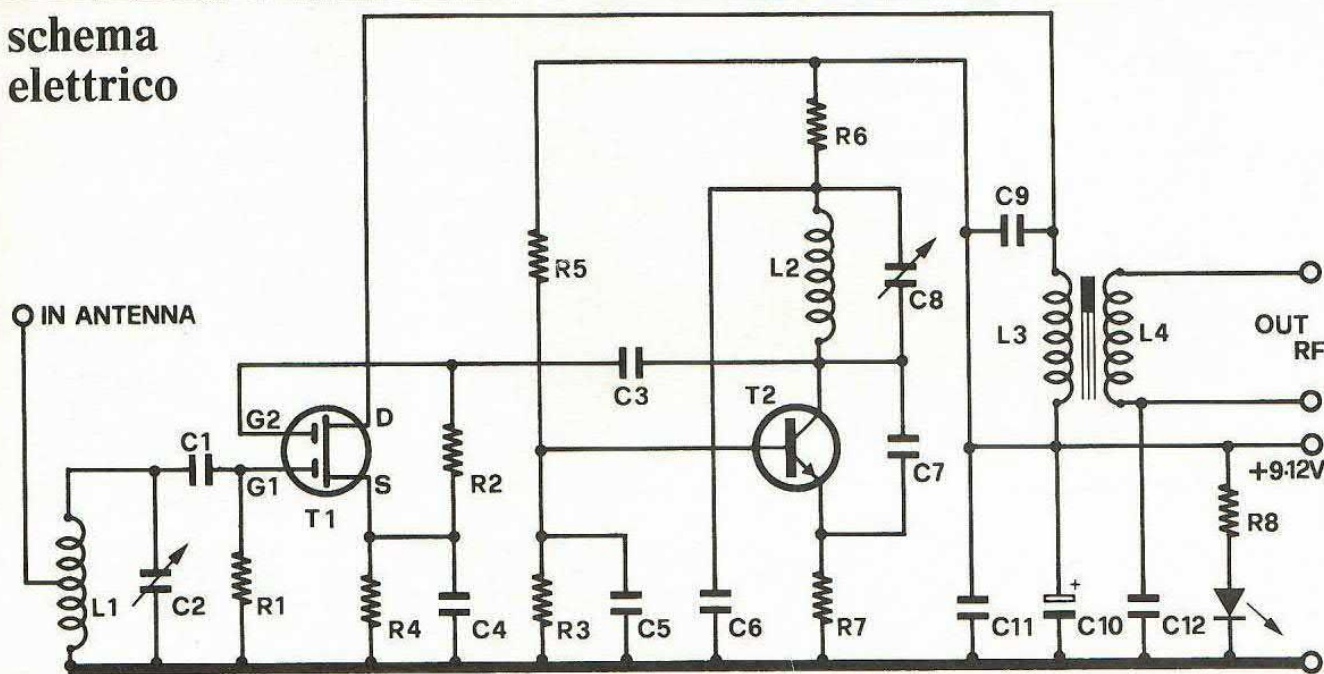 schema
elettrico
IN ANTENNA
L1
C2
C1
R1
G2
G1
D
S
T1
R4
R2
C4
C3
R5
R3
C5
C6
R6
L2
C8
T2
C7
R7
C9
L3
L4
OUT
RF
+9-12V
R8
C11
+
C10
C12